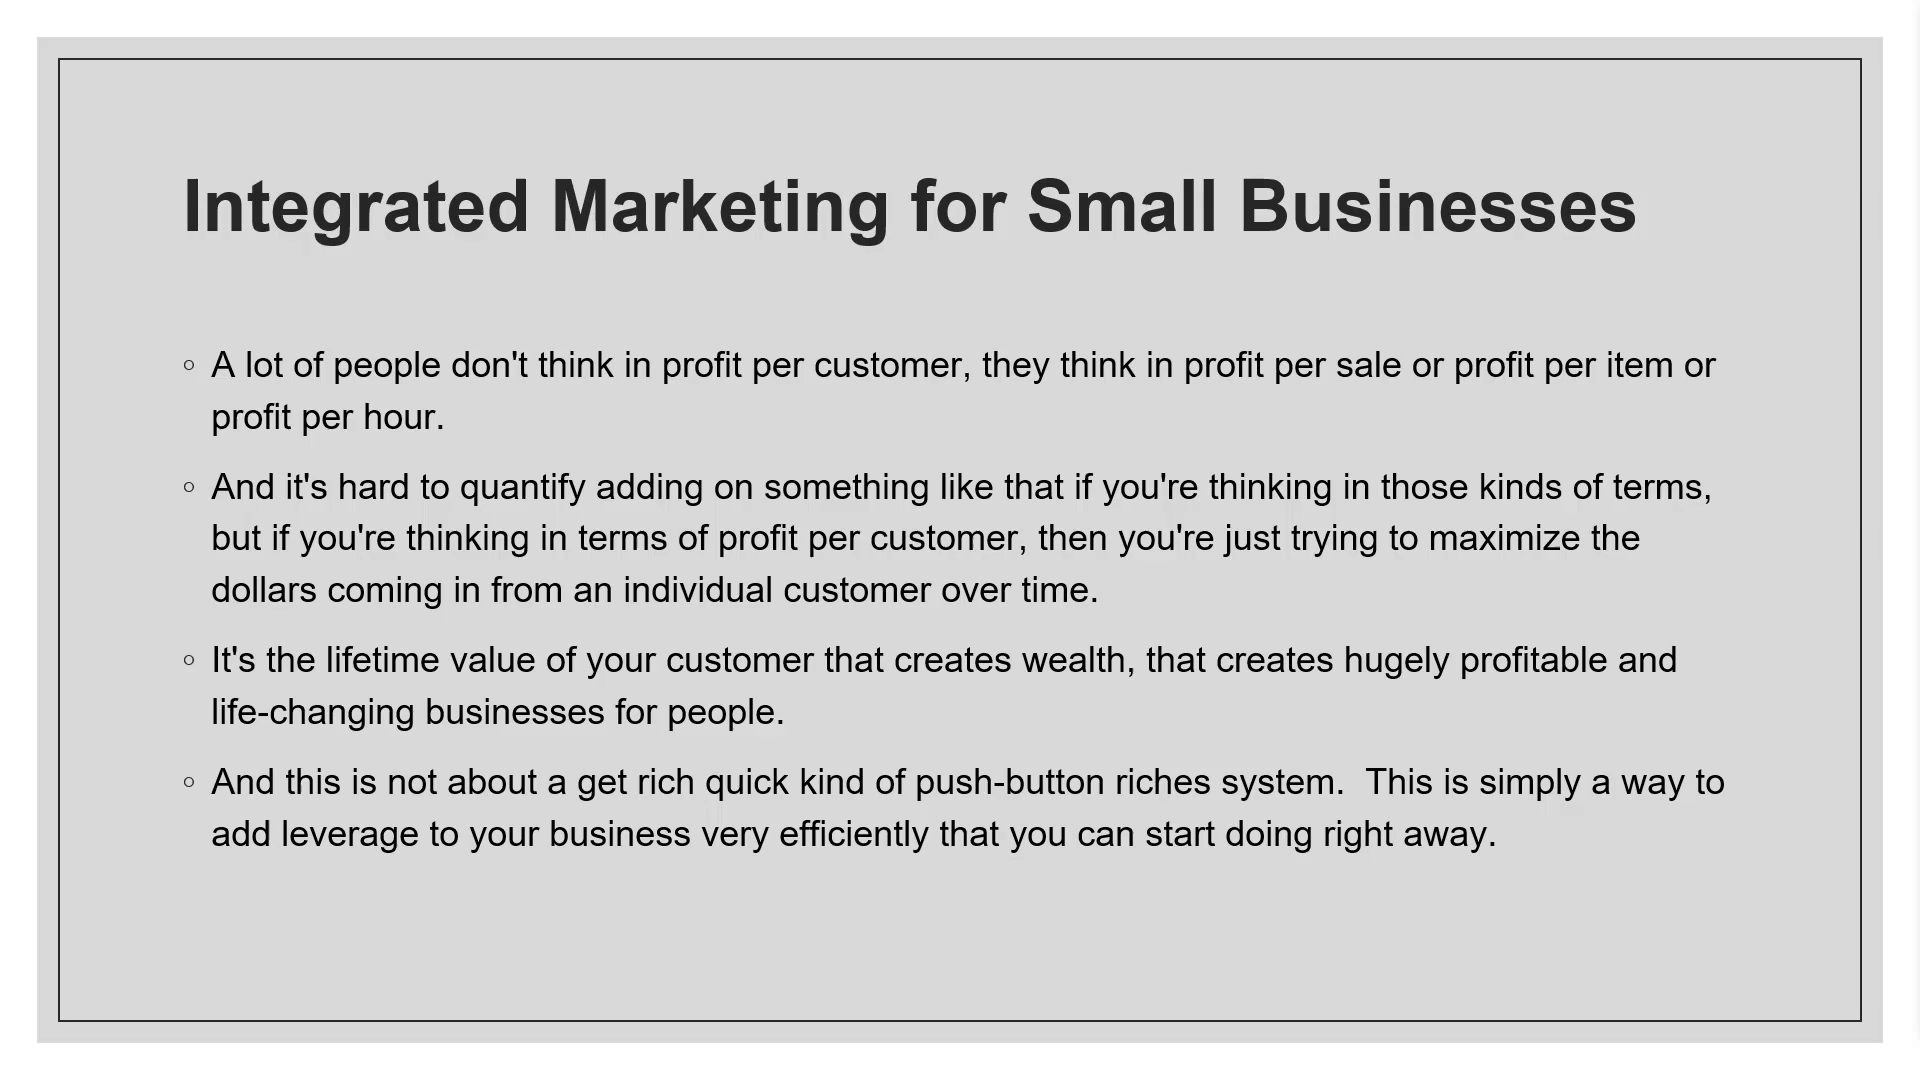 Integrated Marketing for Small Businesses
◦ A lot of people don't think in profit per customer, they think in profit per sale or profit per item or
profit per hour.
◦ And it's hard to quantify adding on something like that if you're thinking in those kinds of terms,
but if you're thinking in terms of profit per customer, then you're just trying to maximize the
dollars coming in from an individual customer over time.
◦ It's the lifetime value of your customer that creates wealth, that creates hugely profitable and
life-changing businesses for people.
◦ And this is not about a get rich quick kind of push-button riches system.  This is simply a way to
add leverage to your business very efficiently that you can start doing right away.